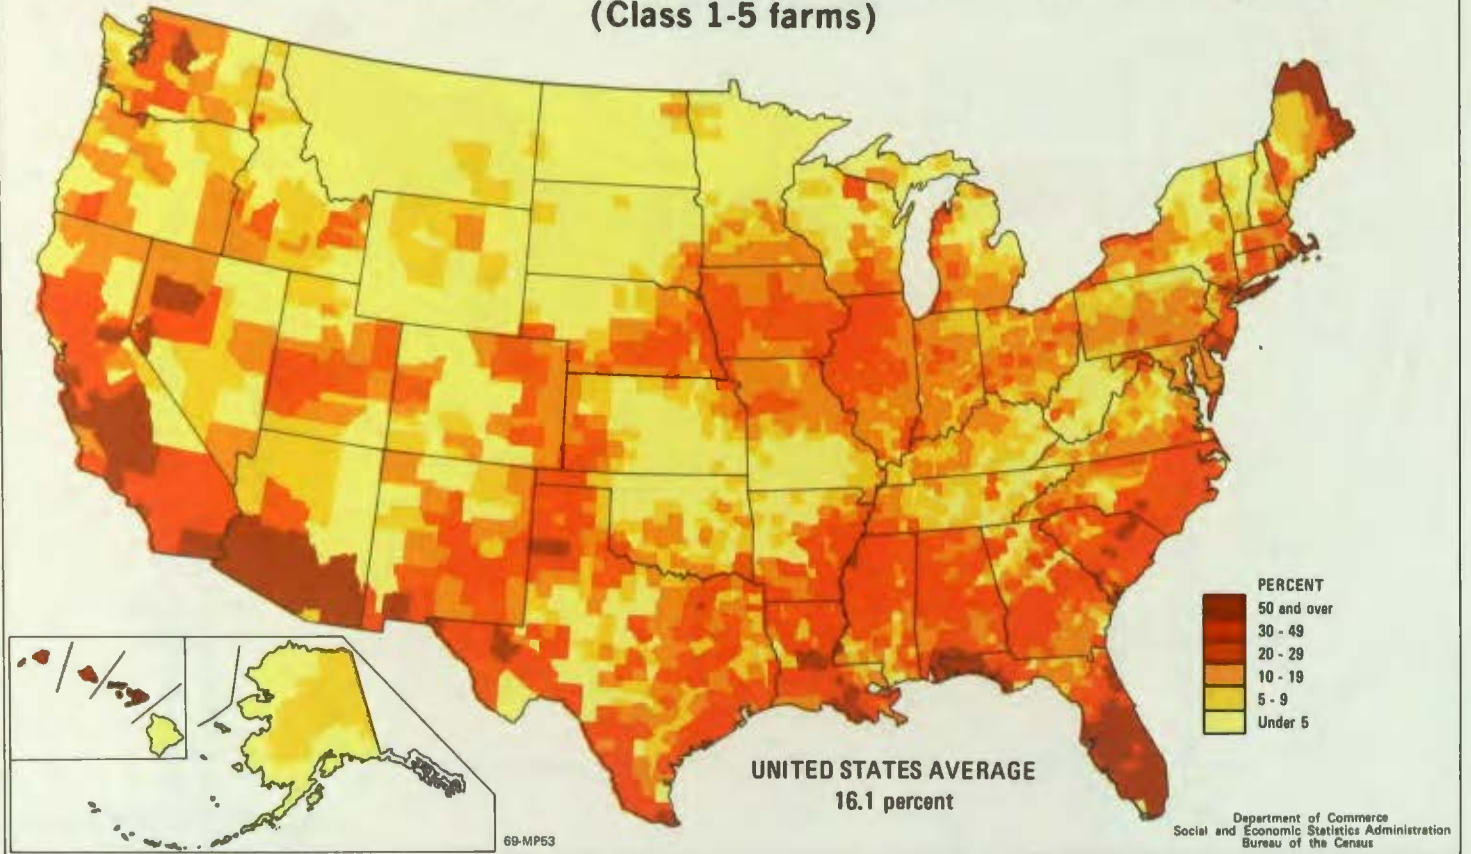 (Class 1-5 farms)
PERCENT
50 and over
30 - 49
20 - 29
10 - 19
5 - 9
Under 5
UNITED STATES AVERAGE
16.1 percent
69-MP53
Department of Commerce
Social and Economic Statistics Administration
Bureau of the Census